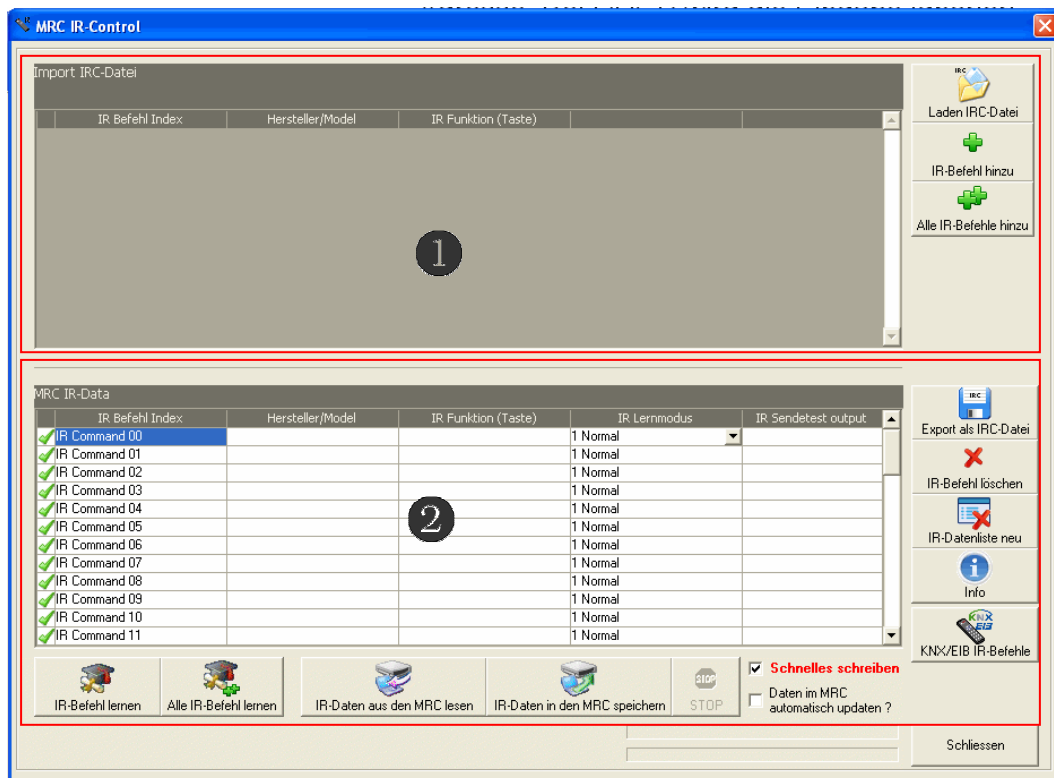 MRC IR-Control
Import IRC-Datei
IR Befehl Index Hersteller/Model IR Funktion (Taste)
1
IRC
Laden IRC-Datei
IR-Befehl hinzu
Alle IR-Befehle hinzu
MRC IR-Data
IR Befehl Index Hersteller/Model IR Funktion (Taste) IR Lernmodus IR Sendetest output
IR Command 00 1 Normal
IR Command 01 1 Normal
IR Command 02 1 Normal
IR Command 03 1 Normal
IR Command 04 1 Normal
IR Command 05 1 Normal
IR Command 06 1 Normal
IR Command 07 1 Normal
IR Command 08 1 Normal
IR Command 09 1 Normal
IR Command 10 1 Normal
IR Command 11 1 Normal
2
IRC
Export als IRC-Datei
IR-Befehl löschen
IR-Datenliste neu
Info
KNX
EIB
KNX/EIB IR-Befehle
IR-Befehl lernen
Alle IR-Befehl lernen
IR-Daten aus den MRC lesen
IR-Daten in den MRC speichern
STOP
STOP
Schnelles schreiben
Daten im MRC
automatisch updaten ?
Schliessen